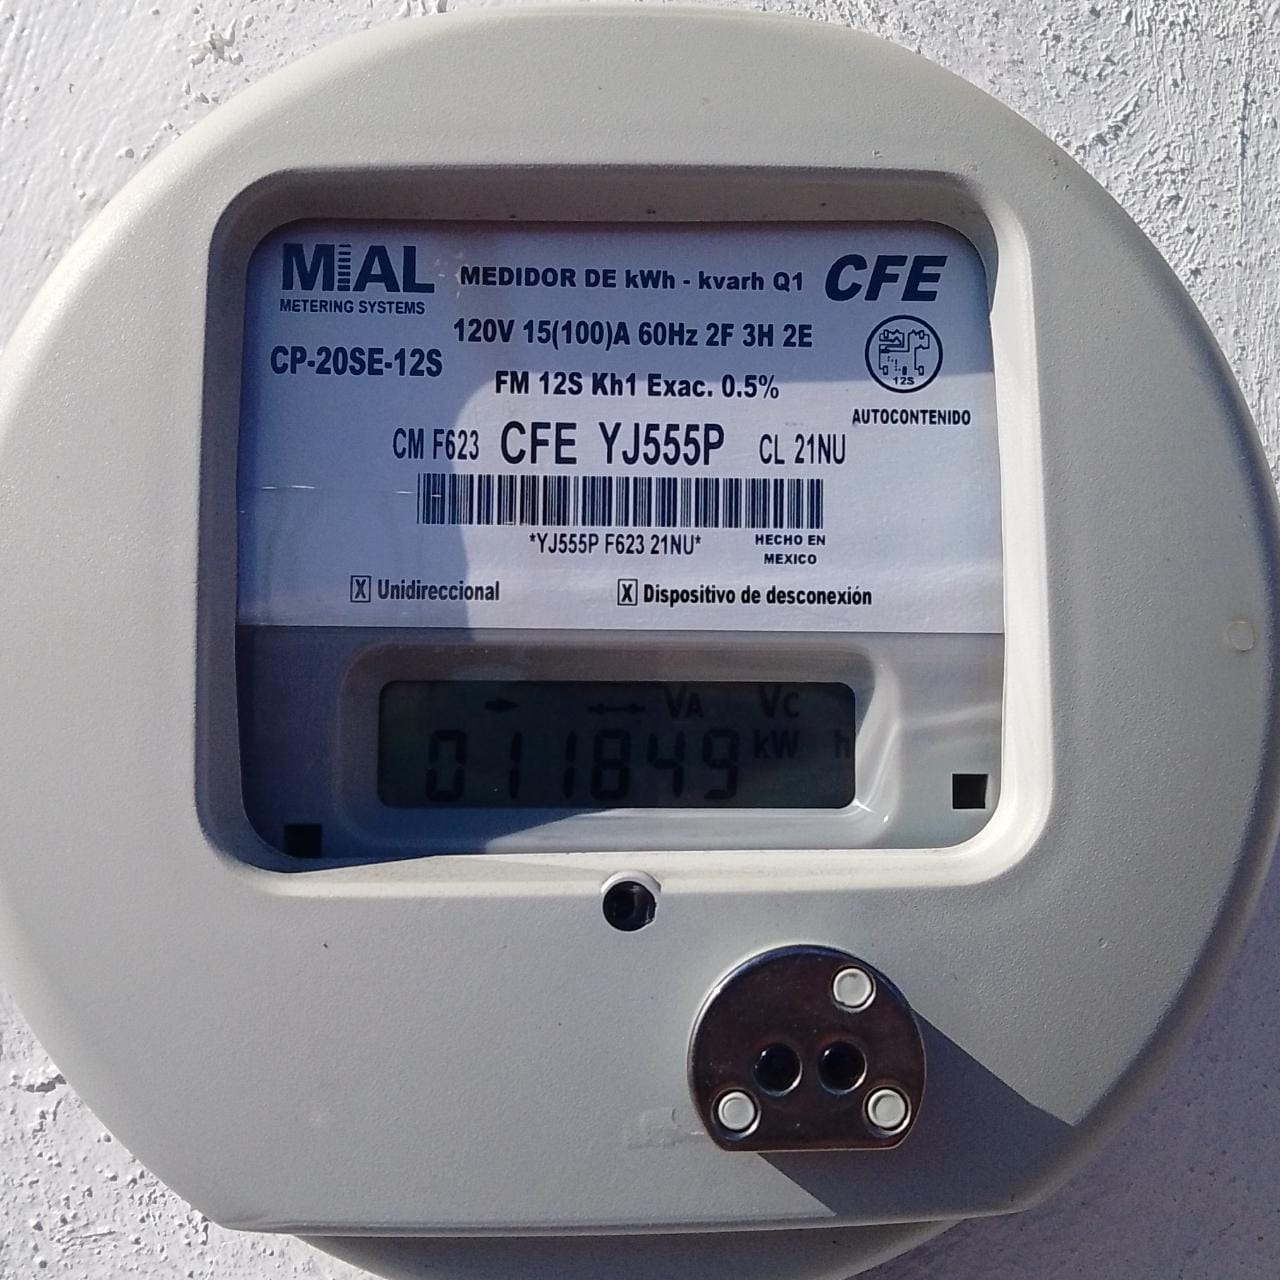 MIAL
METERING SYSTEMS
MEDIDOR DE kWh - kvarh Q1
CFE
120V 15(100)A 60Hz 2F 3H 2E
CP-20SE-12S
FM 12S Kh1 Exac. 0.5%
12S
AUTOCONTENIDO
CM F623 CFE YJ555P CL 21NU
*YJ555P F623 21NU*
HECHO EN
MEXICO
X Unidireccional
X Dispositivo de desconexión
VA VC
011849 kW h